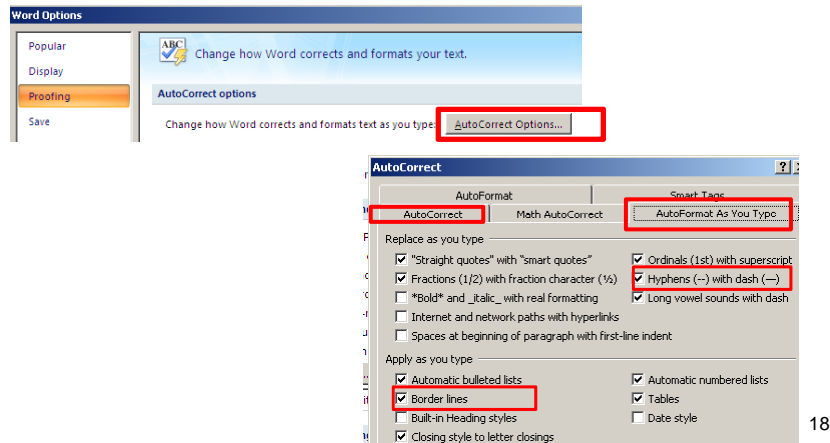 Word Options
Popular
Display
Proofing
Save
ABC
Change how Word corrects and formats your text.
AutoCorrect options
Change how Word corrects and formats text as you type: AutoCorrect Options...
AutoCorrect
AutoFormat Smart Tags
AutoCorrect Math AutoCorrect AutoFormat As You Type
Replace as you type
"Straight quotes" with “smart quotes” Ordinals (1st) with superscript
Fractions (1/2) with fraction character (½) Hyphens (--) with dash (—)
*Bold* and _italic_ with real formatting Long vowel sounds with dash
Internet and network paths with hyperlinks
Spaces at beginning of paragraph with first-line indent
Apply as you type
Automatic bulleted lists Automatic numbered lists
Border lines Tables
Built-in Heading styles Date style
Closing style to letter closings
18